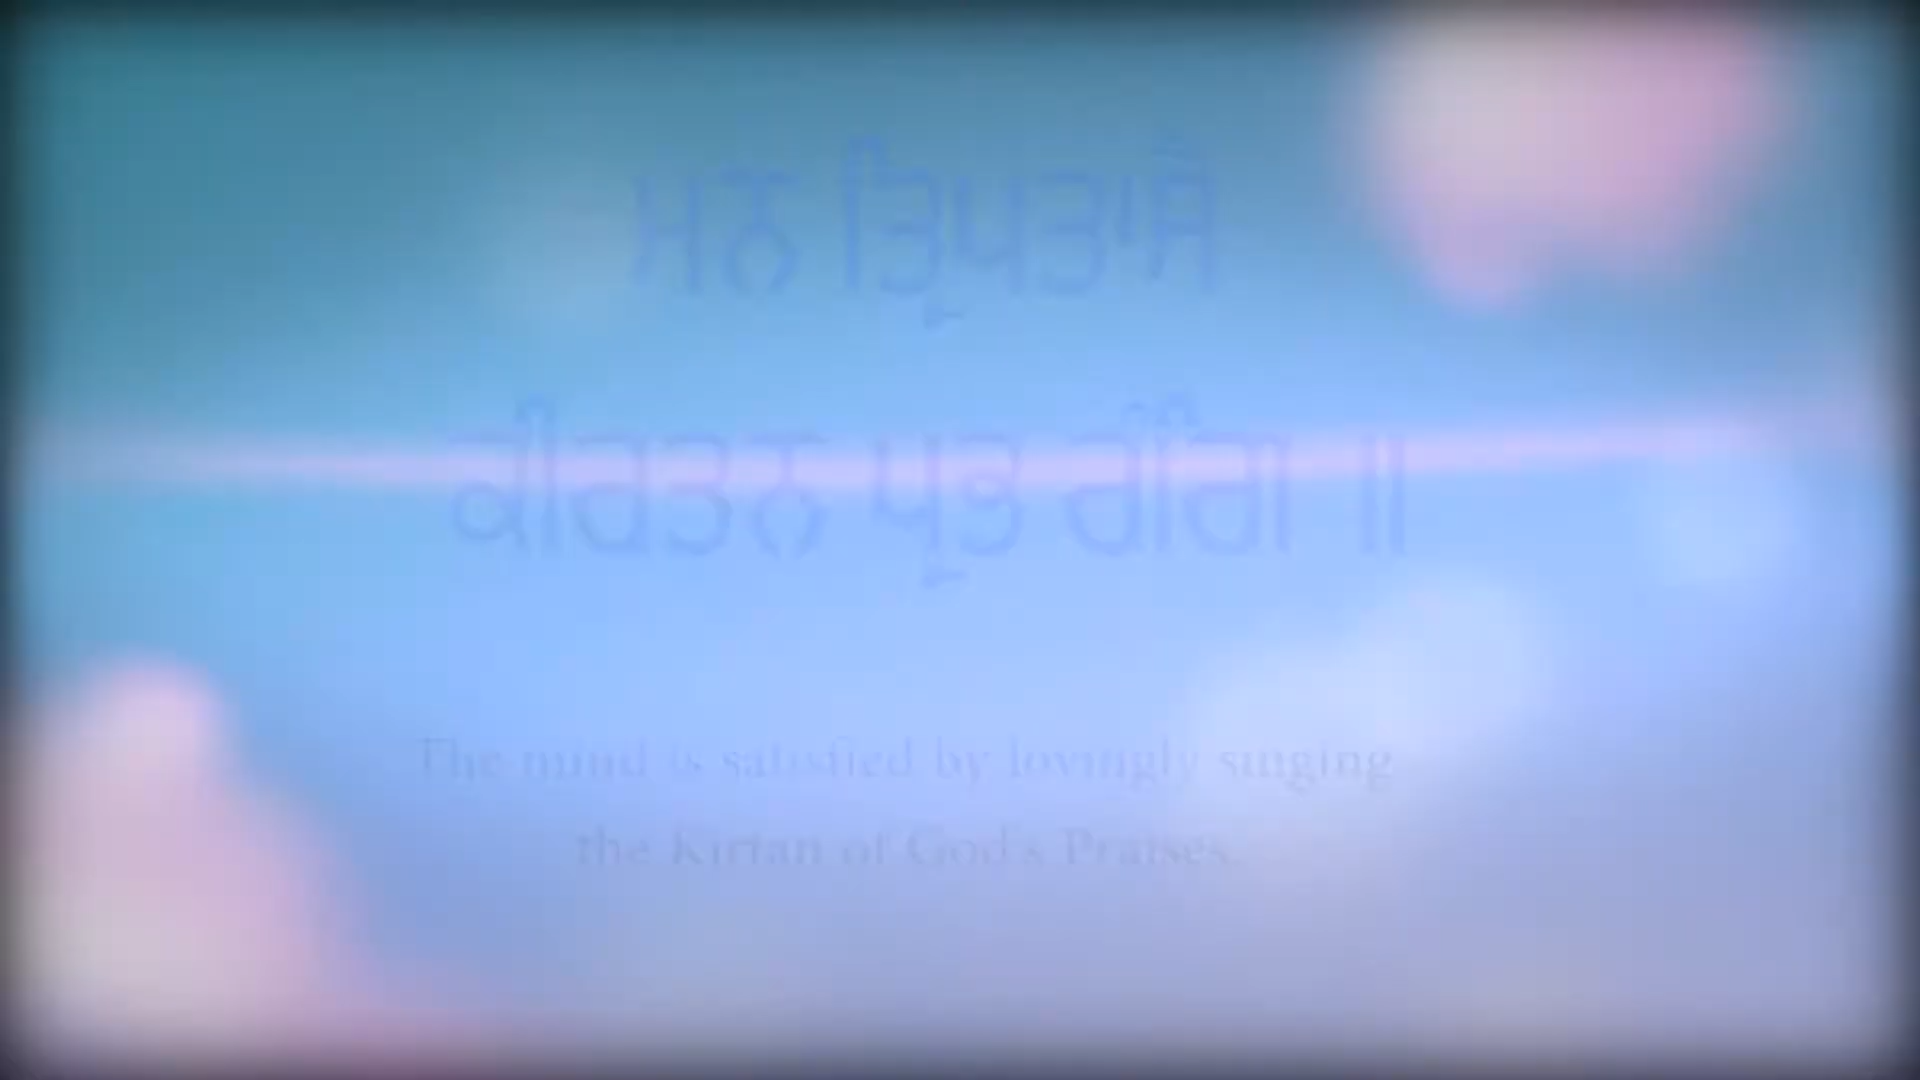 ਮਨ ਤ੍ਰਿਪਤਾਸੈ
ਕੀਰਤਨ ਪ੍ਰਭ ਰੰਗਿ ॥
The mind is satisfied by lovingly singing
the Kirtan of God's Praises.